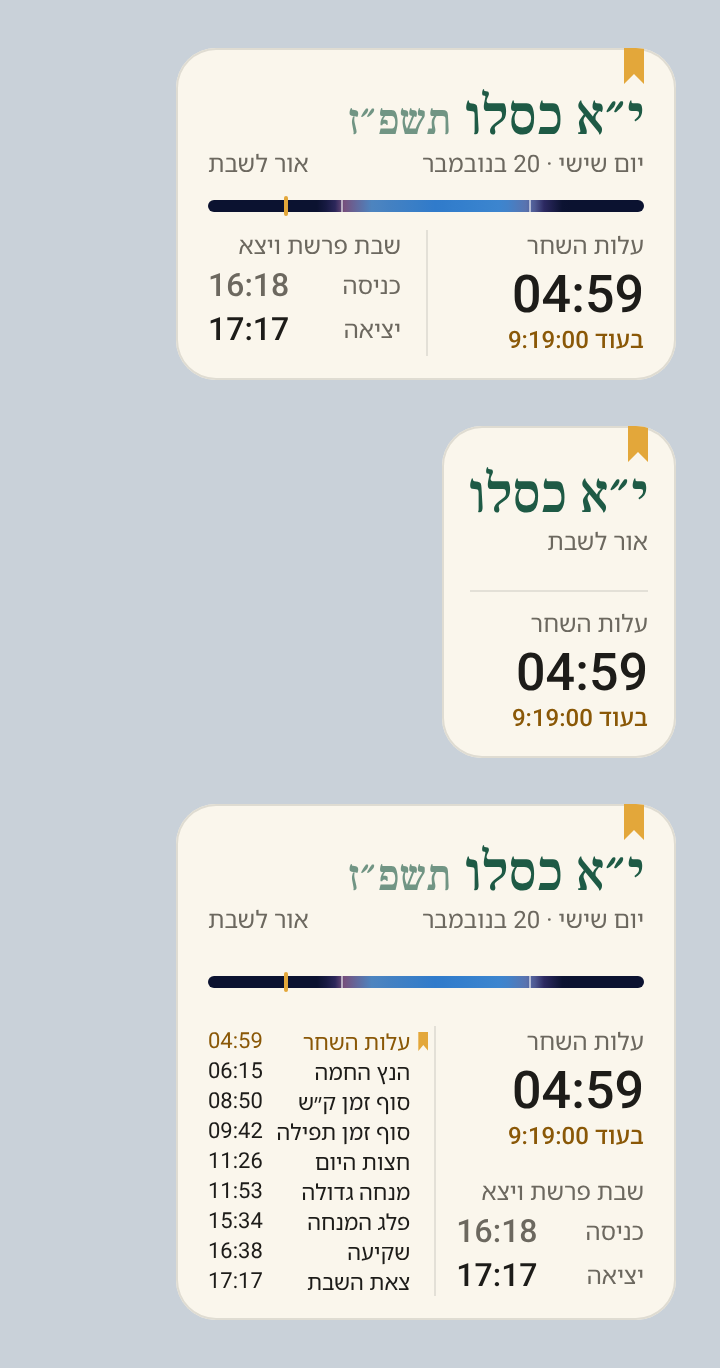 י״א כסלו תשפ״ז
יום שישי · 20 בנובמבר
אור לשבת
עלות השחר
04:59
בעוד 9:19:00
שבת פרשת ויצא
כניסה 16:18
יציאה 17:17
י״א כסלו
אור לשבת
עלות השחר
04:59
בעוד 9:19:00
י״א כסלו תשפ״ז
יום שישי · 20 בנובמבר
אור לשבת
עלות השחר
04:59
בעוד 9:19:00
שבת פרשת ויצא
כניסה 16:18
יציאה 17:17
עלות השחר 04:59
הנץ החמה 06:15
סוף זמן ק״ש 08:50
סוף זמן תפילה 09:42
חצות היום 11:26
מנחה גדולה 11:53
פלג המנחה 15:34
שקיעה 16:38
צאת השבת 17:17